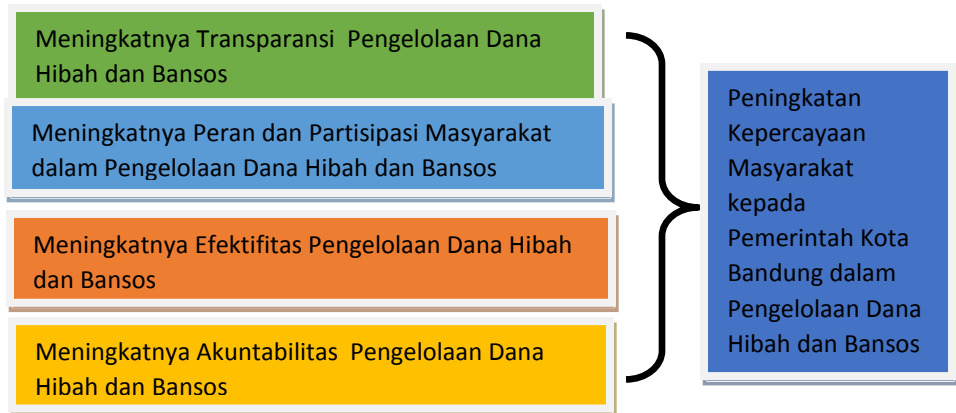 Meningkatnya Transparansi  Pengelolaan Dana
Hibah dan Bansos
Meningkatnya Peran dan Partisipasi Masyarakat
dalam Pengelolaan Dana Hibah dan Bansos
Meningkatnya Efektifitas Pengelolaan Dana Hibah
dan Bansos
Meningkatnya Akuntabilitas  Pengelolaan Dana
Hibah dan Bansos
Peningkatan
Kepercayaan
Masyarakat
kepada
Pemerintah Kota
Bandung dalam
Pengelolaan Dana
Hibah dan Bansos